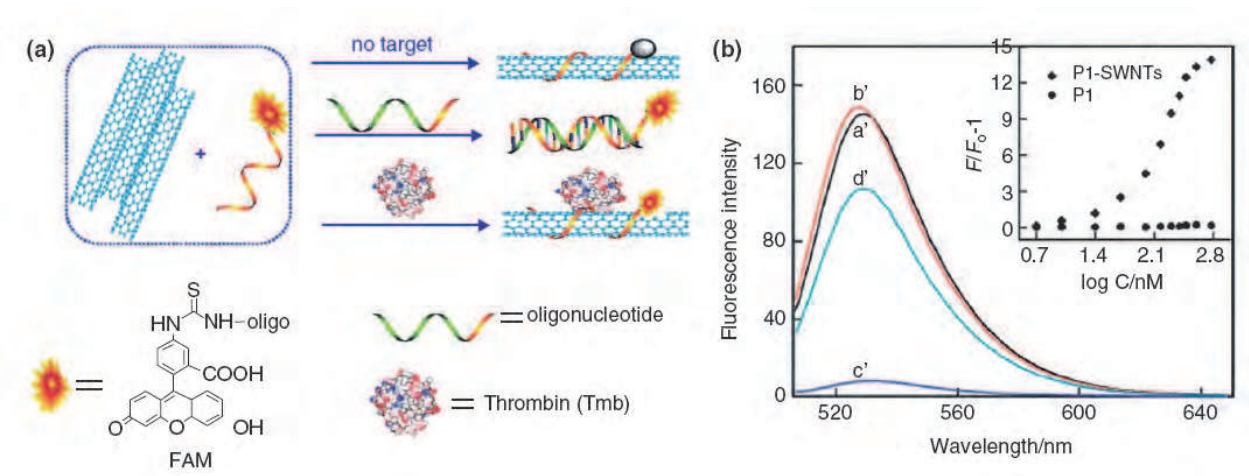 (a)
no target
+
S
HN
NH
oligo
COOH
O
O
OH
FAM
= oligonucleotide
= Thrombin (Tmb)
(b)
Fluorescence intensity
160
120
80
40
0
b'
a'
d'
c'
520
560
600
640
Wavelength/nm
F/Fo-1
15
12
9
6
3
0
P1-SWNTs
P1
0.7
1.4
2.1
2.8
log C/nM